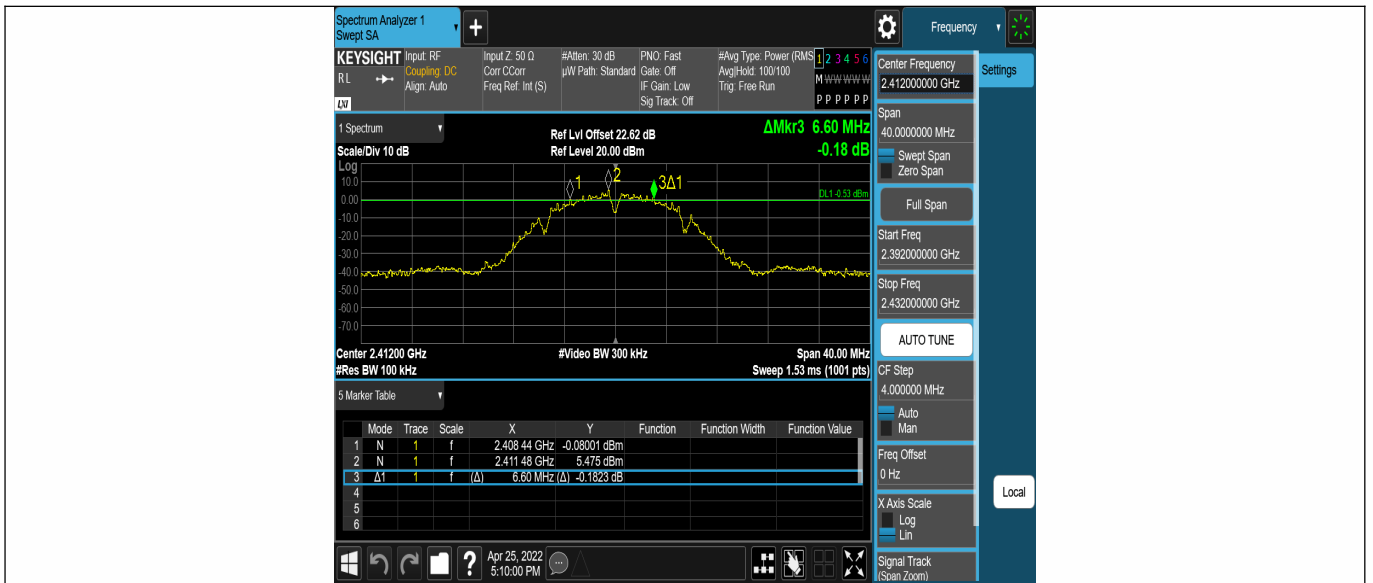 Spectrum Analyzer 1
Swept SA
+
Frequency
KEYSIGHT
RL
LXI
Input: RF
Coupling: DC
Align: Auto
Input Z: 50 Ω
Corr CCorr
Freq Ref: Int (S)
#Atten: 30 dB
µW Path: Standard
PNO: Fast
Gate: Off
IF Gain: Low
Sig Track: Off
#Avg Type: Power (RMS
Avg|Hold: 100/100
Trig: Free Run
1 2 3 4 5 6
M W W W W W
P P P P P P
1 Spectrum
Scale/Div 10 dB
Ref Lvl Offset 22.62 dB
Ref Level 20.00 dBm
ΔMkr3 6.60 MHz
-0.18 dB
Log
10.0
0.00
-10.0
-20.0
-30.0
-40.0
-50.0
-60.0
-70.0
1
2
3Δ1
DL1 -0.53 dBm
Center 2.41200 GHz
#Video BW 300 kHz
Span 40.00 MHz
#Res BW 100 kHz
Sweep 1.53 ms (1001 pts)
5 Marker Table
Mode Trace Scale X Y Function Function Width Function Value
1 N 1 f 2.408 44 GHz -0.08001 dBm
2 N 1 f 2.411 48 GHz 5.475 dBm
3 Δ1 1 f (Δ) 6.60 MHz (Δ) -0.1823 dB
4
5
6
?
Apr 25, 2022
5:10:00 PM
Center Frequency
2.412000000 GHz
Settings
Span
40.0000000 MHz
Swept Span
Zero Span
Full Span
Start Freq
2.392000000 GHz
Stop Freq
2.432000000 GHz
AUTO TUNE
CF Step
4.000000 MHz
Auto
Man
Freq Offset
0 Hz
Local
X Axis Scale
Log
Lin
Signal Track
(Span Zoom)